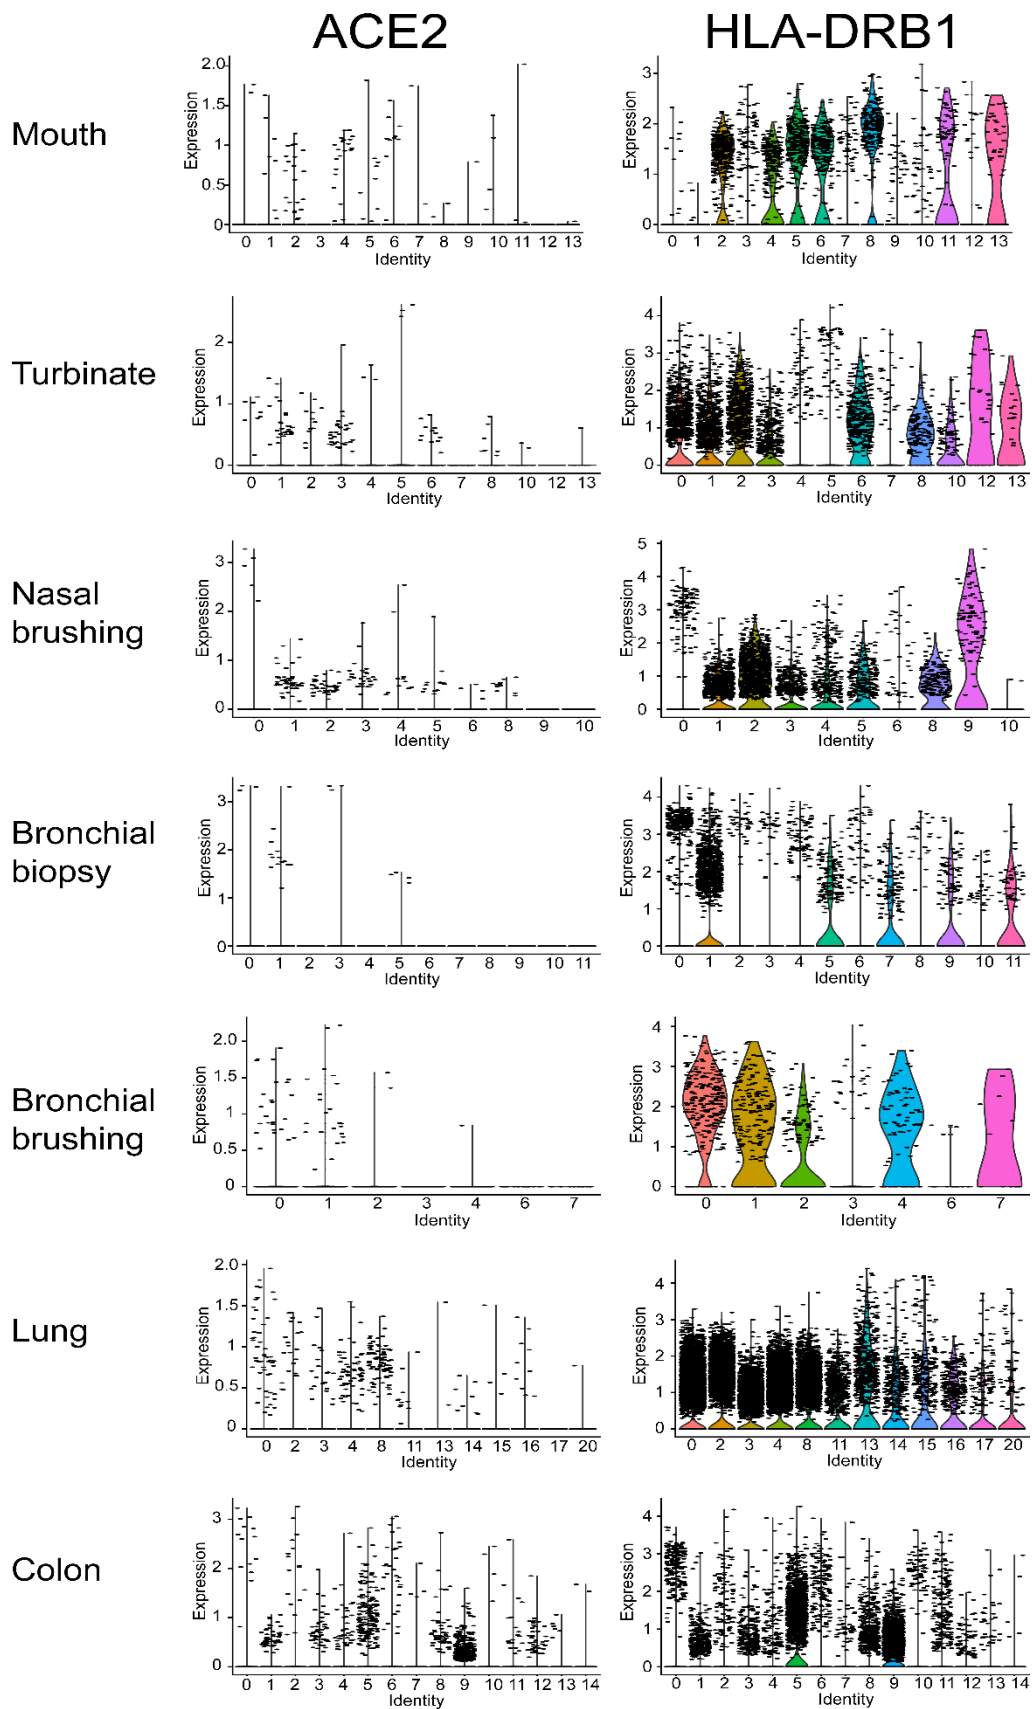 ACE2 HLA-DRB1
Mouth
Expression
2.0
1.5
1
0.5
0
0 1 2 3 4 5 6 7 8 9 10 11 12 13
Identity
Expression
3
2
1
0
0 1 2 3 4 5 6 7 8 9 10 11 12 13
Identity
Turbinate
Expression
2
1
0
0 1 2 3 4 5 6 7 8 10 12 13
Identity
Expression
4
3
2
1
0
0 1 2 3 4 5 6 7 8 10 12 13
Identity
Nasal
brushing
Expression
3
2
1
0
0 1 2 3 4 5 6 8 9 10
Identity
Expression
5
4
3
2
1
0
0 1 2 3 4 5 6 8 9 10
Identity
Bronchial
biopsy
Expression
3
2
1
0
0 1 2 3 4 5 6 7 8 9 10 11
Identity
Expression
4
3
2
1
0
0 1 2 3 4 5 6 7 8 9 10 11
Identity
Bronchial
brushing
Expression
2.0
1.5
1
0.5
0
0 1 2 3 4 6 7
Identity
Expression
4
3
2
1
0
0 1 2 3 4 6 7
Identity
Lung
Expression
2.0
1.5
1
0.5
0
0 2 3 4 8 11 13 14 15 16 17 20
Identity
Expression
4
3
2
1
0
0 2 3 4 8 11 13 14 15 16 17 20
Identity
Colon
Expression
3
2
1
0
0 1 2 3 4 5 6 7 8 9 10 11 12 13 14
Identity
Expression
4
3
2
1
0
0 1 2 3 4 5 6 7 8 9 10 11 12 13 14
Identity